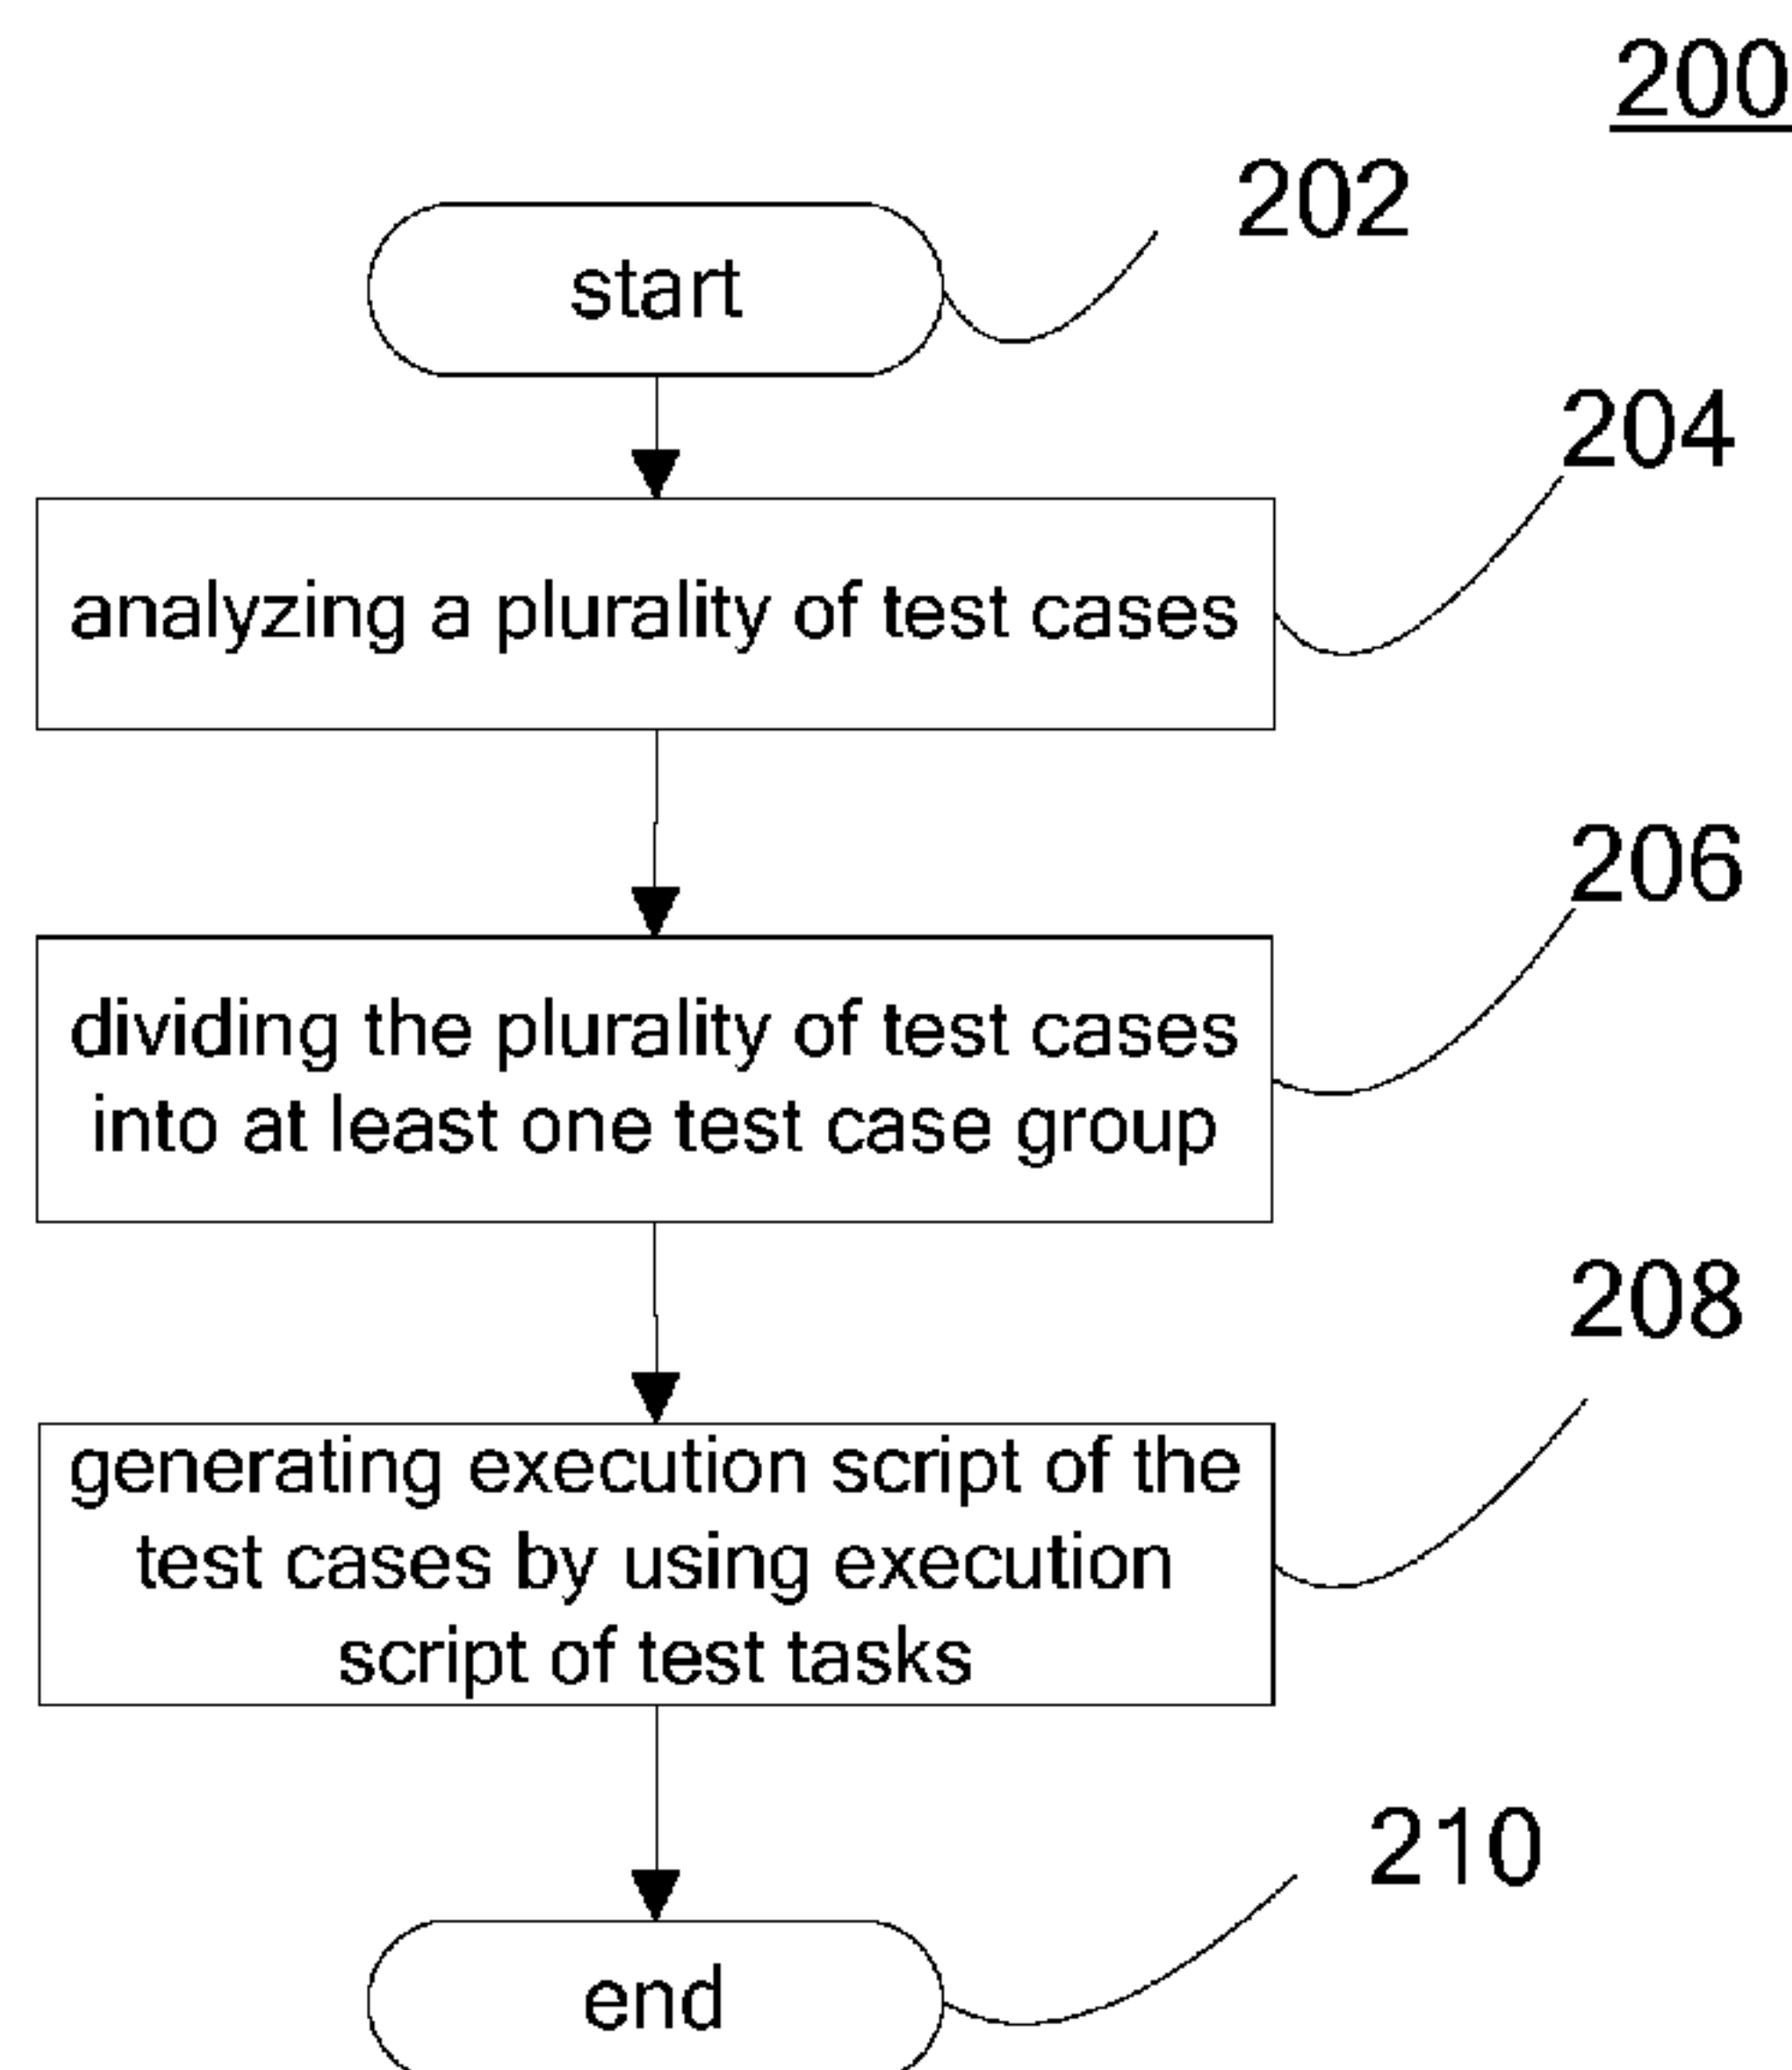 200
202
start
204
analyzing a plurality of test cases
206
dividing the plurality of test cases
into at least one test case group
208
generating execution script of the
test cases by using execution
script of test tasks
210
end